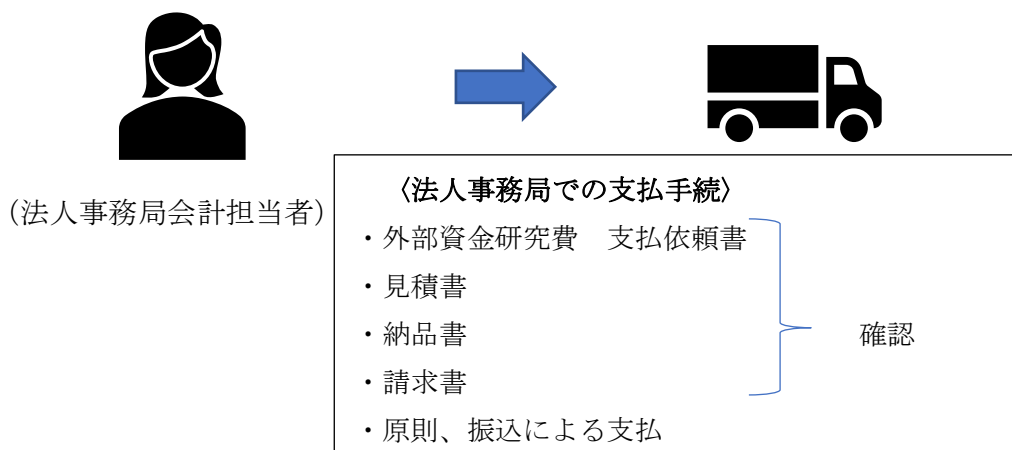 (法人事務局会計担当者)
〈法人事務局での支払手続〉
・外部資金研究費　支払依頼書
・見積書
・納品書
・請求書
確認
・原則、振込による支払